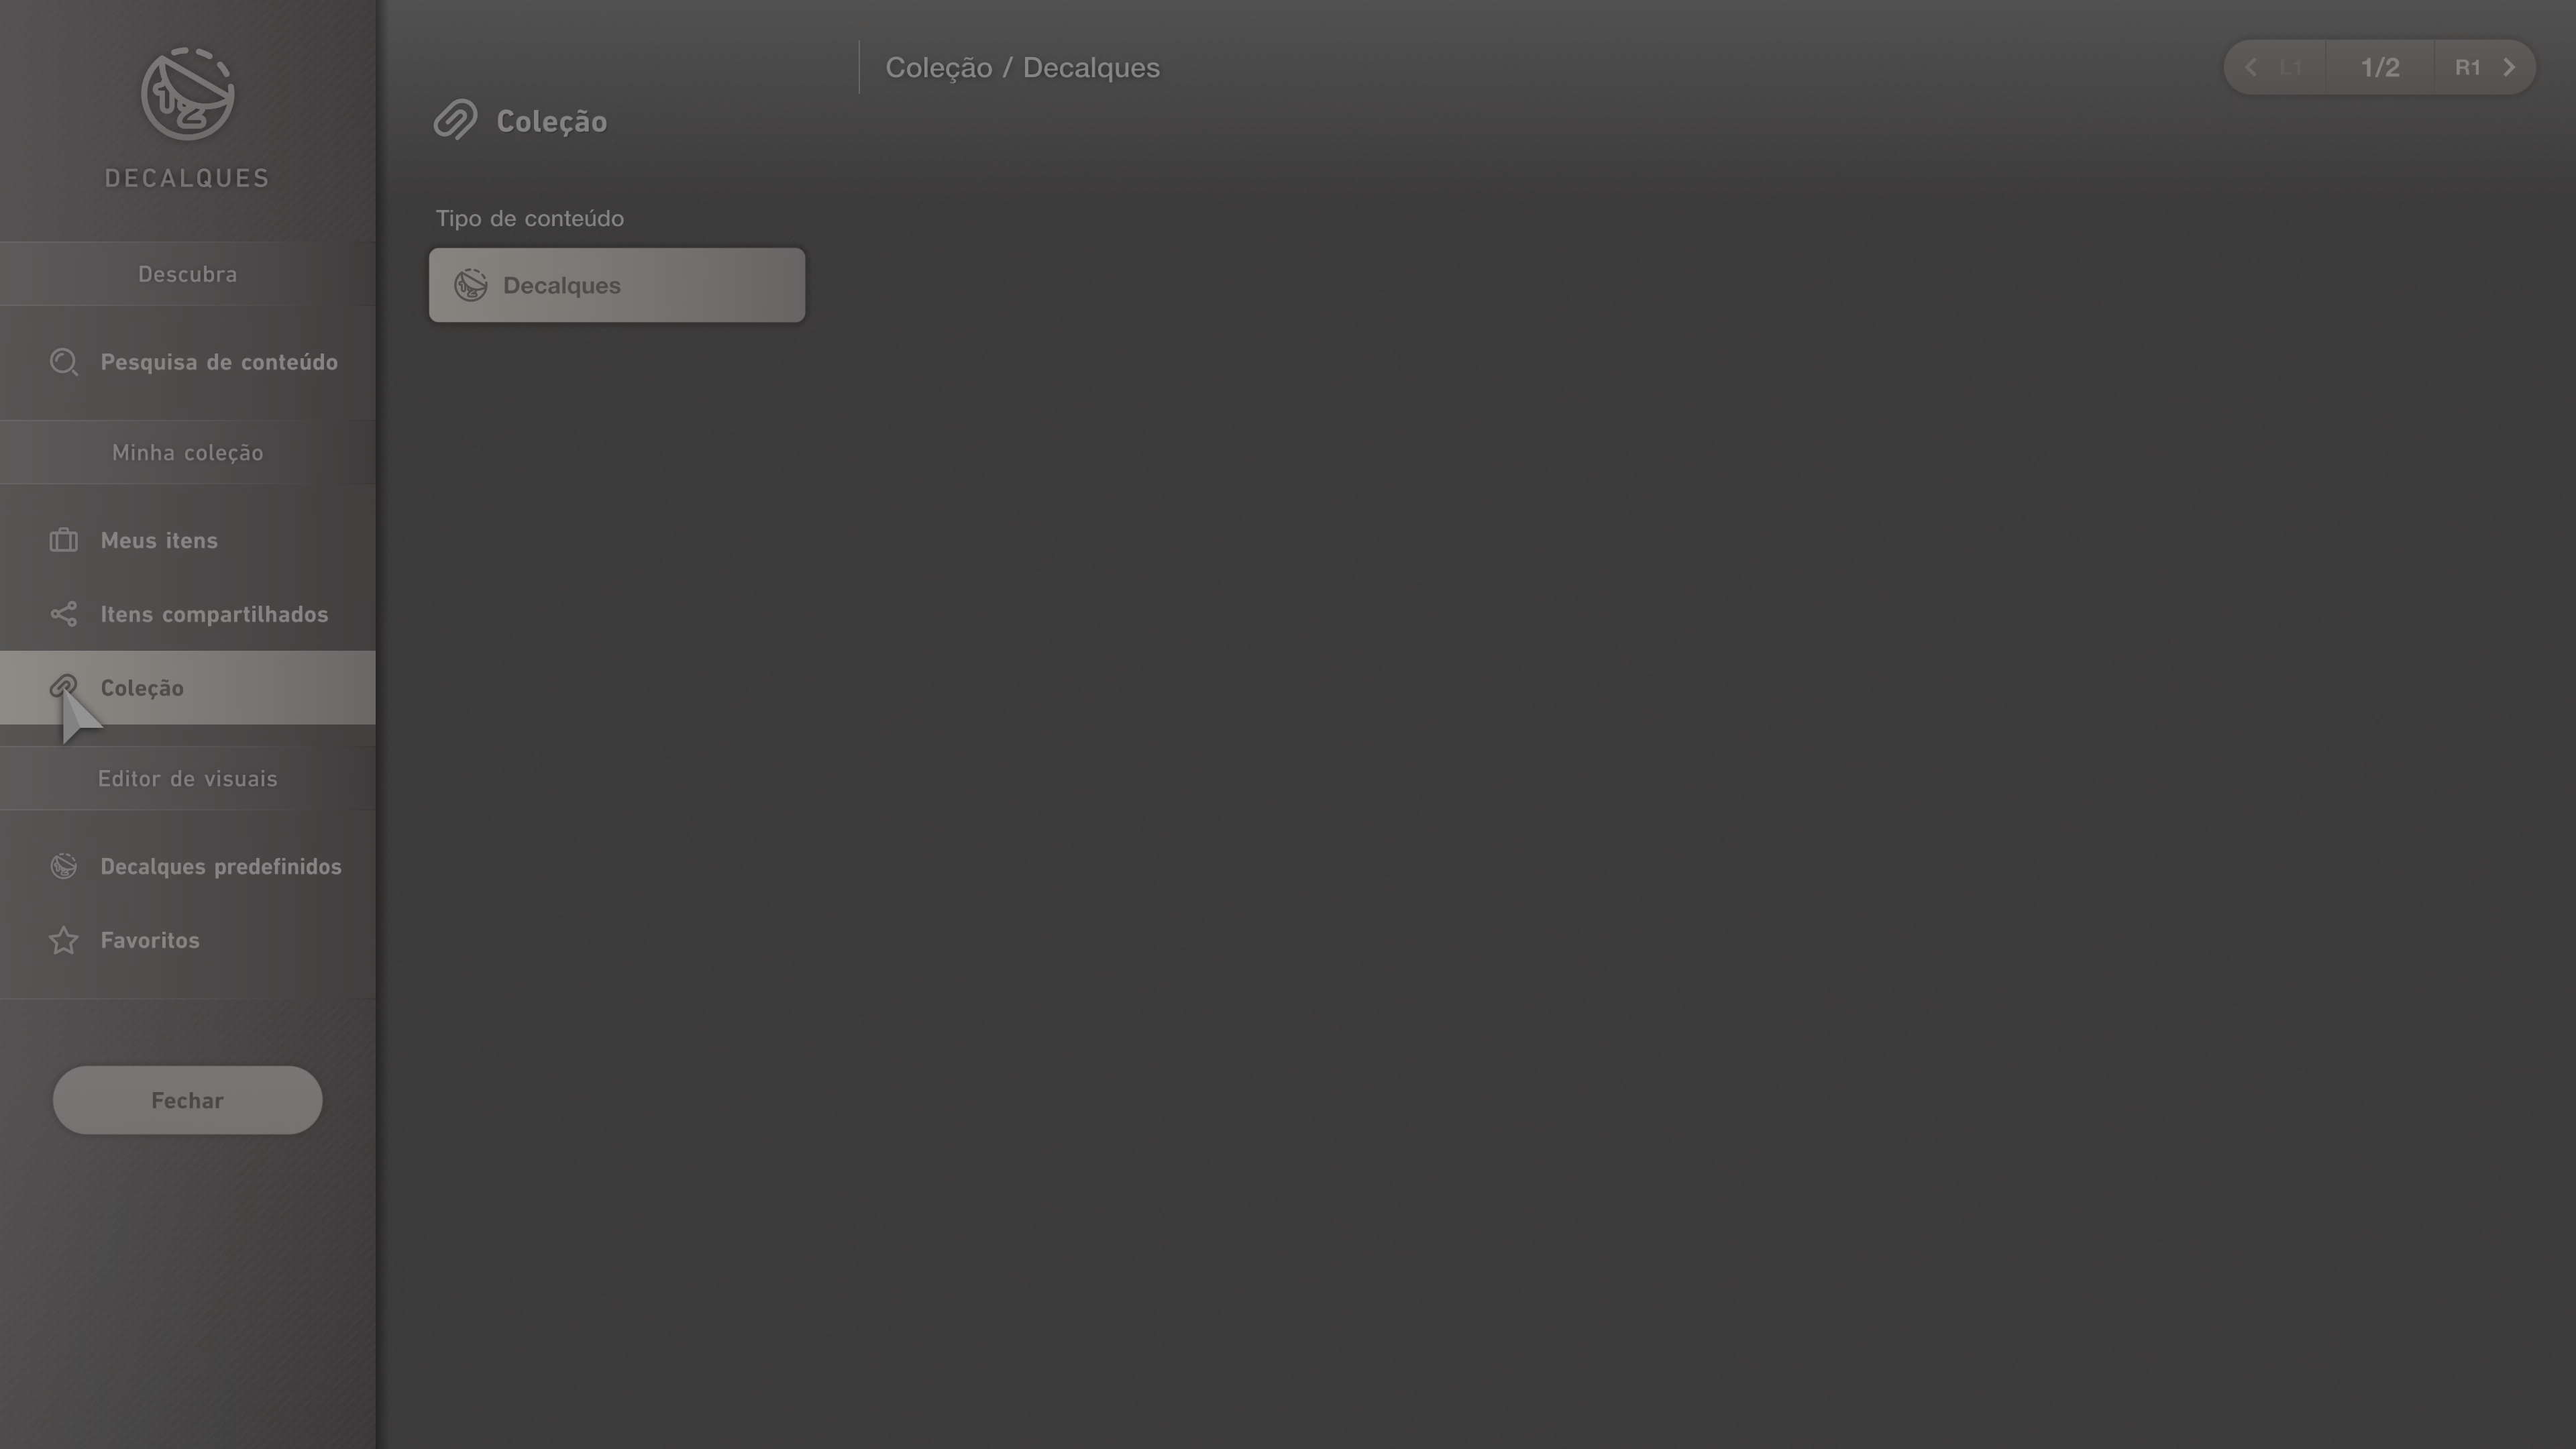 DECALQUES
Descubra
Pesquisa de conteúdo
Minha coleção
Meus itens
Itens compartilhados
Coleção
Editor de visuais
Decalques predefinidos
Favoritos
Fechar
Coleção
Tipo de conteúdo
Decalques
Coleção / Decalques
L1
1/2
R1